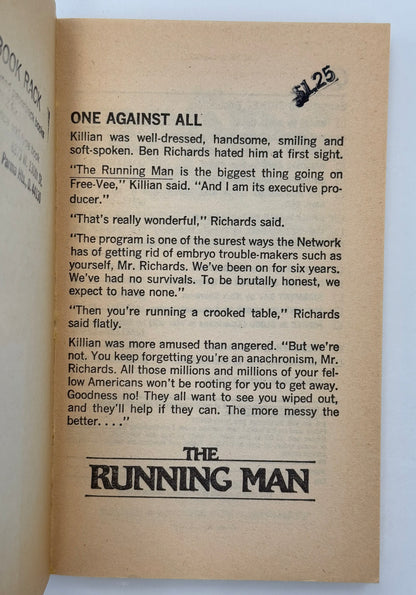 BOOK RACK
$1.25
ONE AGAINST ALL
Killian was well-dressed, handsome, smiling and
soft-spoken. Ben Richards hated him at first sight.
"The Running Man is the biggest thing going on
Free-Vee," Killian said. "And I am its executive pro-
ducer."
"That's really wonderful," Richards said.
"The program is one of the surest ways the Network
has of getting rid of embryo trouble-makers such as
yourself, Mr. Richards. We've been on for six years.
We've had no survivals. To be brutally honest, we
expect to have none."
"Then you're running a crooked table," Richards
said flatly.
Killian was more amused than angered. "But we're
not. You keep forgetting you're an anachronism, Mr.
Richards. All those millions and millions of your fel-
low Americans won't be rooting for you to get away.
Goodness no! They all want to see you wiped out,
and they'll help if they can. The more messy the
better. . . ."
THE
RUNNING MAN